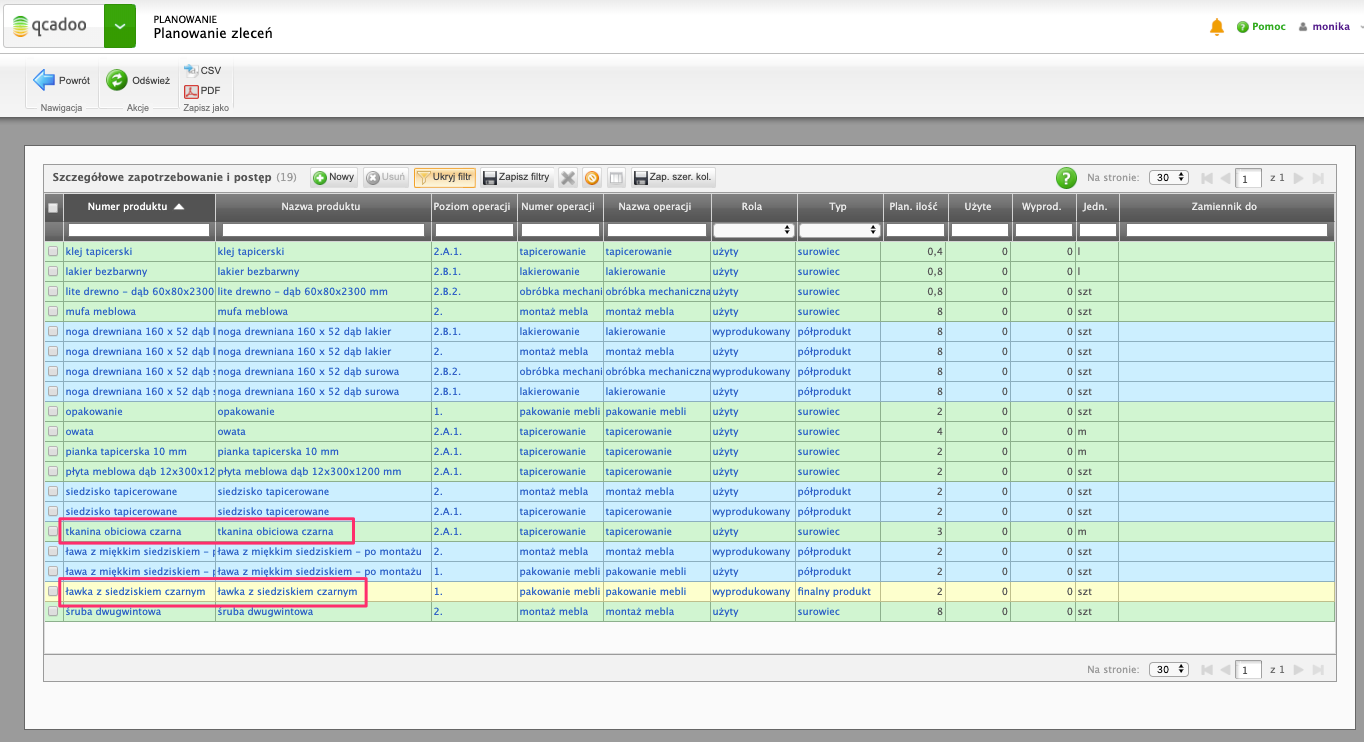 qcadoo
PLANOWANIE
Planowanie zleceń
Pomoc
monika
Powrót
Nawigacja
Odśwież
Akcje
CSV
PDF
Zapisz jako
Szczegółowe zapotrzebowanie i postęp (19) Nowy Usuń Ukryj filtr Zapisz filtry Zap. szer. kol. ? Na stronie: 30 1 z 1
Numer produktu Nazwa produktu Poziom operacji Numer operacji Nazwa operacji Rola Typ Plan. ilość Użyte Wyprod. Jedn. Zamiennik do
klej tapicerski klej tapicerski 2.A.1. tapicerowanie tapicerowanie użyty surowiec 0,4 0 0 l
lakier bezbarwny lakier bezbarwny 2.B.1. lakierowanie lakierowanie użyty surowiec 0,8 0 0 l
lite drewno - dąb 60x80x2300 lite drewno - dąb 60x80x2300 mm 2.B.2. obróbka mechani obróbka mechaniczna użyty surowiec 0,8 0 0 szt
mufa meblowa mufa meblowa 2. montaż mebla montaż mebla użyty surowiec 8 0 0 szt
noga drewniana 160 x 52 dąb l noga drewniana 160 x 52 dąb lakier 2.B.1. lakierowanie lakierowanie wyprodukowany półprodukt 8 0 0 szt
noga drewniana 160 x 52 dąb l noga drewniana 160 x 52 dąb lakier 2. montaż mebla montaż mebla użyty półprodukt 8 0 0 szt
noga drewniana 160 x 52 dąb s noga drewniana 160 x 52 dąb surowa 2.B.2. obróbka mechani obróbka mechaniczna wyprodukowany półprodukt 8 0 0 szt
noga drewniana 160 x 52 dąb s noga drewniana 160 x 52 dąb surowa 2.B.1. lakierowanie lakierowanie użyty półprodukt 8 0 0 szt
opakowanie opakowanie 1. pakowanie mebli pakowanie mebli użyty surowiec 2 0 0 szt
owata owata 2.A.1. tapicerowanie tapicerowanie użyty surowiec 4 0 0 m
pianka tapicerska 10 mm pianka tapicerska 10 mm 2.A.1. tapicerowanie tapicerowanie użyty surowiec 2 0 0 m
płyta meblowa dąb 12x300x12 płyta meblowa dąb 12x300x1200 mm 2.A.1. tapicerowanie tapicerowanie użyty surowiec 2 0 0 szt
siedzisko tapicerowane siedzisko tapicerowane 2. montaż mebla montaż mebla użyty półprodukt 2 0 0 szt
siedzisko tapicerowane siedzisko tapicerowane 2.A.1. tapicerowanie tapicerowanie wyprodukowany półprodukt 2 0 0 szt
tkanina obiciowa czarna tkanina obiciowa czarna 2.A.1. tapicerowanie tapicerowanie użyty surowiec 3 0 0 m
ława z miękkim siedziskiem - p ława z miękkim siedziskiem - po montażu 2. montaż mebla montaż mebla wyprodukowany półprodukt 2 0 0 szt
ława z miękkim siedziskiem - p ława z miękkim siedziskiem - po montażu 1. pakowanie mebli pakowanie mebli użyty półprodukt 2 0 0 szt
ławka z siedziskiem czarnym ławka z siedziskiem czarnym 1. pakowanie mebli pakowanie mebli wyprodukowany finalny produkt 2 0 0 szt
śruba dwugwintowa śruba dwugwintowa 2. montaż mebla montaż mebla użyty surowiec 8 0 0 szt
Na stronie: 30 1 z 1